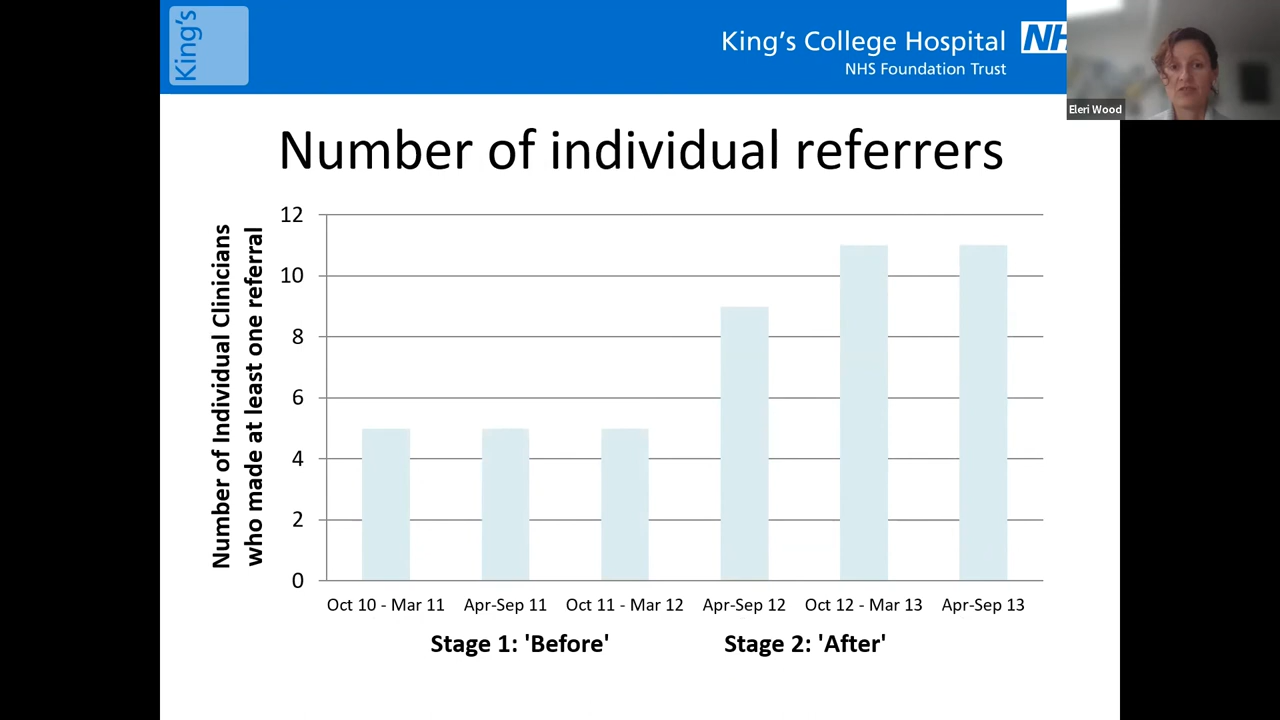 King's
King's College Hospital
NHS Foundation Trust
Eleri Wood
Number of individual referrers
Number of Individual Clinicians
who made at least one referral
12
10
8
6
4
2
0
Oct 10 - Mar 11 Apr-Sep 11 Oct 11 - Mar 12 Apr-Sep 12 Oct 12 - Mar 13 Apr-Sep 13
Stage 1: 'Before' Stage 2: 'After'